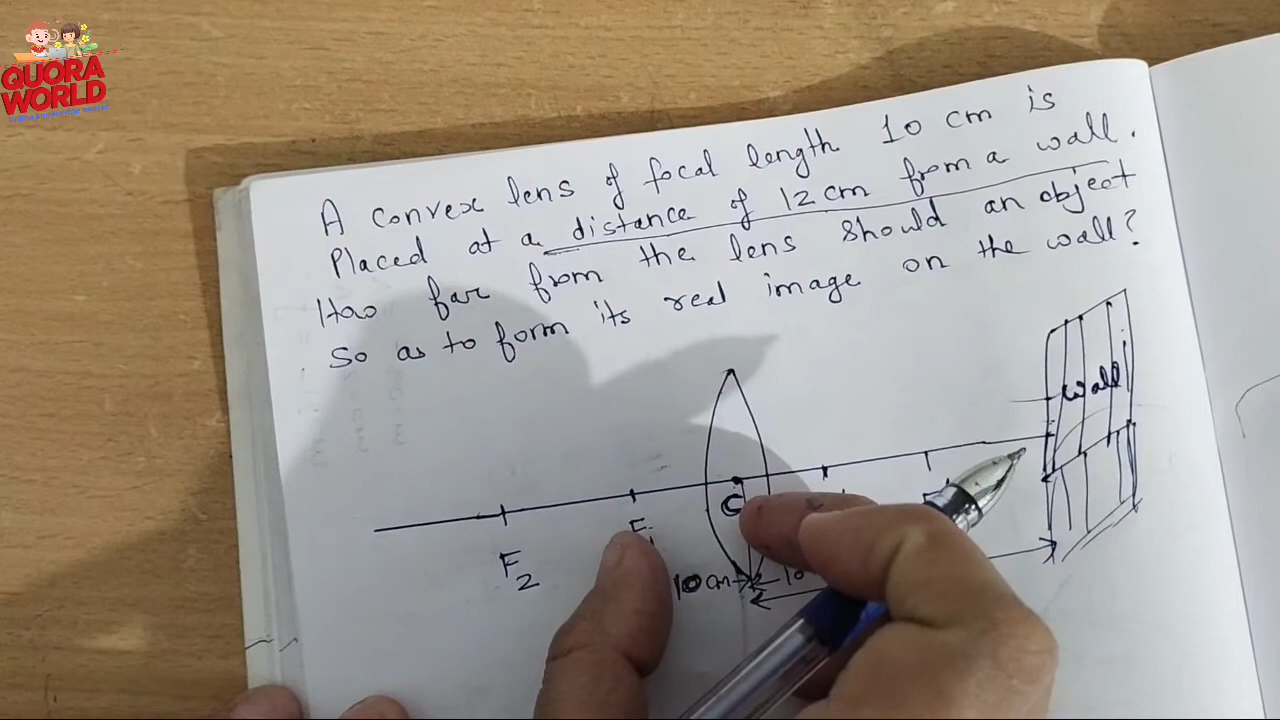 QUORA
WORLD
A convex lens of focal length 10 cm is
Placed at a distance of 12 cm from a wall.
How far from the lens should an object
So as to form its real image on the wall?
wall
C
F1
F2
10cm
10